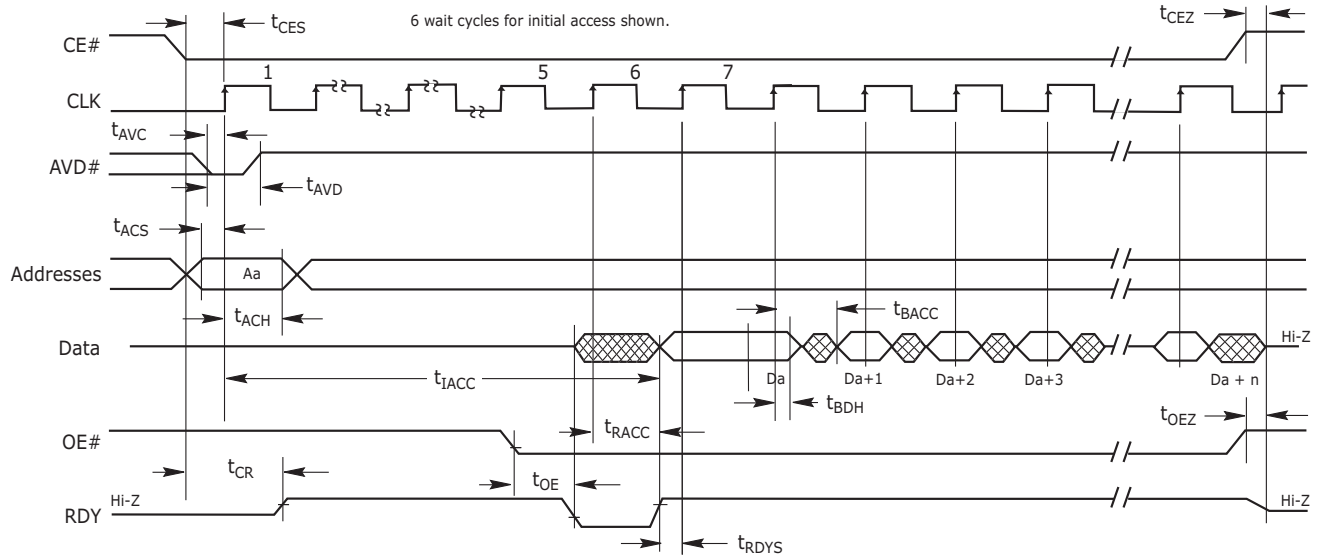 6 wait cycles for initial access shown.
tCES
tCEZ
CE#
1
5
6
7
CLK
tAVC
AVD#
tAVD
tACS
Addresses
Aa
tACH
tBACC
Data
Hi-Z
tIACC
Da
Da+1
Da+2
Da+3
Da + n
tBDH
tOEZ
tRACC
OE#
tCR
tOE
Hi-Z
Hi-Z
RDY
tRDYS